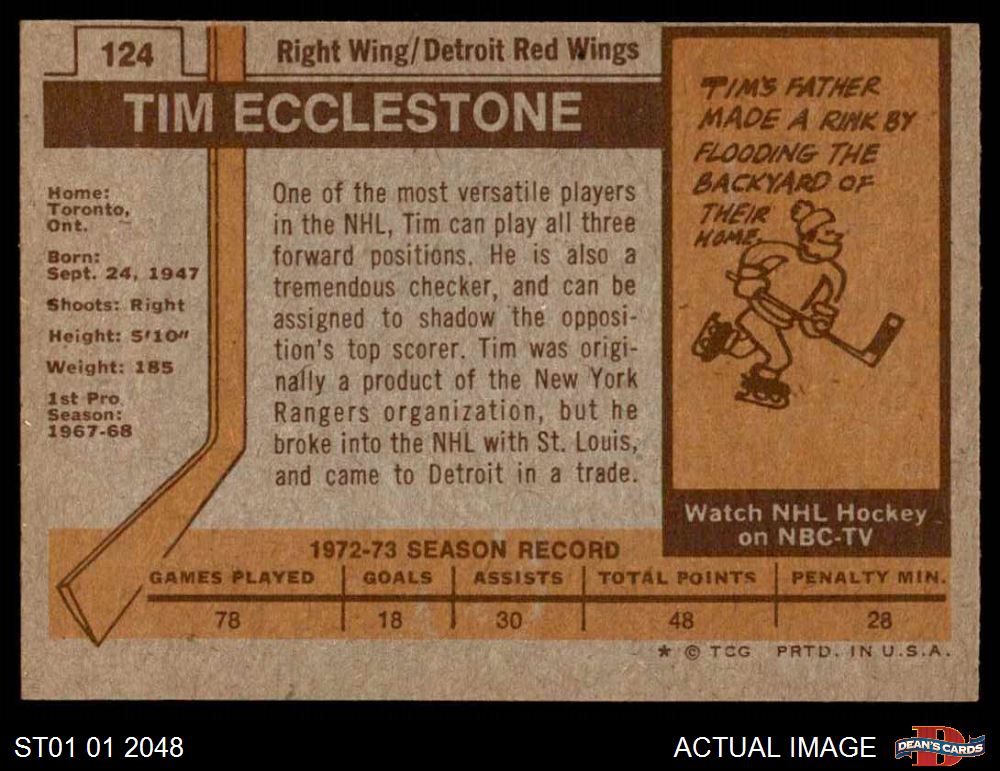 124
Right Wing/Detroit Red Wings
TIM ECCLESTONE
Home:
Toronto,
Ont.
Born:
Sept. 24, 1947
Shoots: Right
Height: 5'10"
Weight: 185
1st Pro
Season:
1967-68
One of the most versatile players
in the NHL, Tim can play all three
forward positions. He is also a
tremendous checker, and can be
assigned to shadow the opposi-
tion's top scorer. Tim was origi-
nally a product of the New York
Rangers organization, but he
broke into the NHL with St. Louis,
and came to Detroit in a trade.
TIM'S FATHER
MADE A RINK BY
FLOODING THE
BACKYARD OF
THEIR
HOME.
Watch NHL Hockey
on NBC-TV
1972-73 SEASON RECORD
GAMES PLAYED GOALS ASSISTS TOTAL POINTS PENALTY MIN.
78 18 30 48 28
* © TCG PRTD. IN U.S.A.
ST01 01 2048
ACTUAL IMAGE
D
DEAN'S CARDS